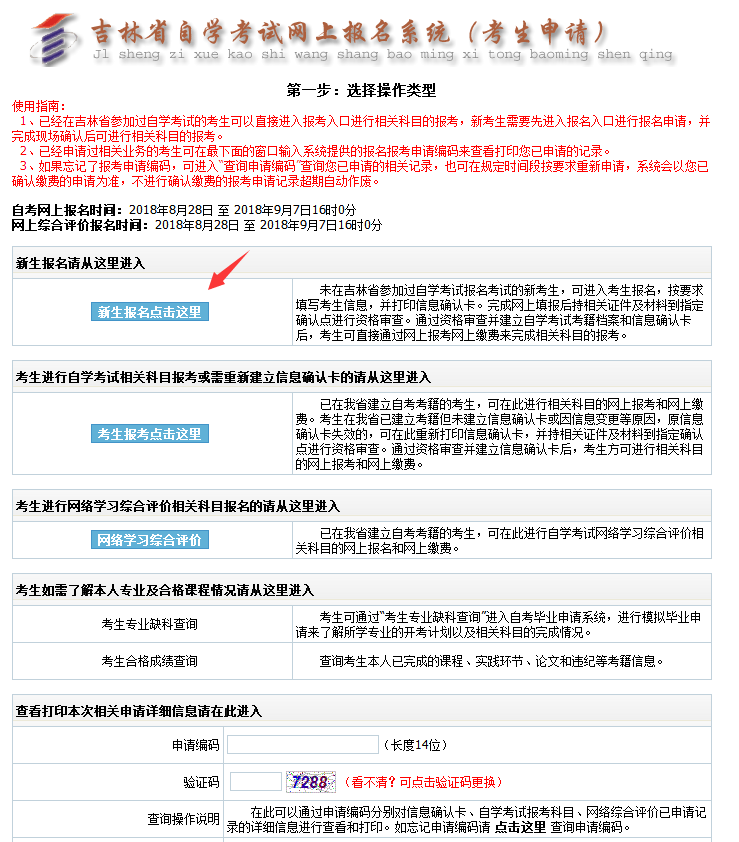 吉林省自学考试网上报名系统（考生申请）
Jl sheng zi xue kao shi wang shang bao ming xi tong baoming shen qing
第一步：选择操作类型
使用指南：
1、已经在吉林省参加过自学考试的考生可以直接进入报考入口进行相关科目的报考，新考生需要先进入报名入口进行报名申请，并
完成现场确认后可进行相关科目的报考。
2、已经申请过相关业务的考生可在最下面的窗口输入系统提供的报名报考申请编码来查看打印您已申请的记录。
3、如果忘记了报考申请编码，可进入"查询申请编码"查询您已申请的相关记录，也可在规定时间段按要求重新申请，系统会以您已
确认缴费的申请为准，不进行确认缴费的报考申请记录超期自动作废。
自考网上报名时间：2018年8月28日 至 2018年9月7日16时0分
网上综合评价报名时间：2018年8月28日 至 2018年9月7日16时0分
新生报名请从这里进入
新生报名点击这里
未在吉林省参加过自学考试报名考试的新考生，可进入考生报名，按要求
填写考生信息，并打印信息确认卡。完成网上填报后持相关证件及材料到指定
确认点进行资格审查。通过资格审查并建立自学考试考籍档案和信息确认卡
后，考生可直接通过网上报考网上缴费来完成相关科目的报考。
考生进行自学考试相关科目报考或需重新建立信息确认卡的请从这里进入
考生报考点击这里
已在我省建立自考考籍的考生，可在此进行相关科目的网上报考和网上缴
费。考生在我省已建立考籍但未建立信息确认卡或因信息变更等原因，原信息
确认卡失效的，可在此重新打印信息确认卡，并持相关证件及材料到指定确认
点进行资格审查。通过资格审查并建立信息确认卡后，考生方可进行相关科目
的网上报考和网上缴费。
考生进行网络学习综合评价相关科目报名的请从这里进入
网络学习综合评价
已在我省建立自考考籍的考生，可在此进行自学考试网络学习综合评价相
关科目的网上报名和网上缴费。
考生如需了解本人专业及合格课程情况请从这里进入
考生专业缺科查询
考生可通过"考生专业缺科查询"进入自考毕业申请系统，进行模拟毕业申
请来了解所学专业的开考计划以及相关科目的完成情况。
考生合格成绩查询
查询考生本人已完成的课程、实践环节、论文和违纪等考籍信息。
查看打印本次相关申请详细信息请在此进入
申请编码 （长度14位）
验证码 7288 （看不清？可点击验证码更换）
查询操作说明
在此可以通过申请编码分别对信息确认卡、自学考试报考科目、网络综合评价已申请记
录的详细信息进行查看和打印。如忘记申请编码请 点击这里 查询申请编码。